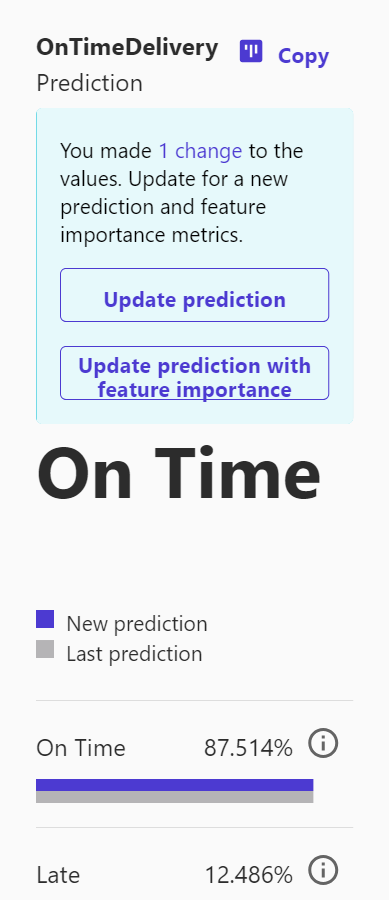 OnTimeDelivery
Copy
Prediction
You made 1 change to the
values. Update for a new
prediction and feature
importance metrics.
Update prediction
Update prediction with
feature importance
On Time
New prediction
Last prediction
On Time 87.514%
Late 12.486%